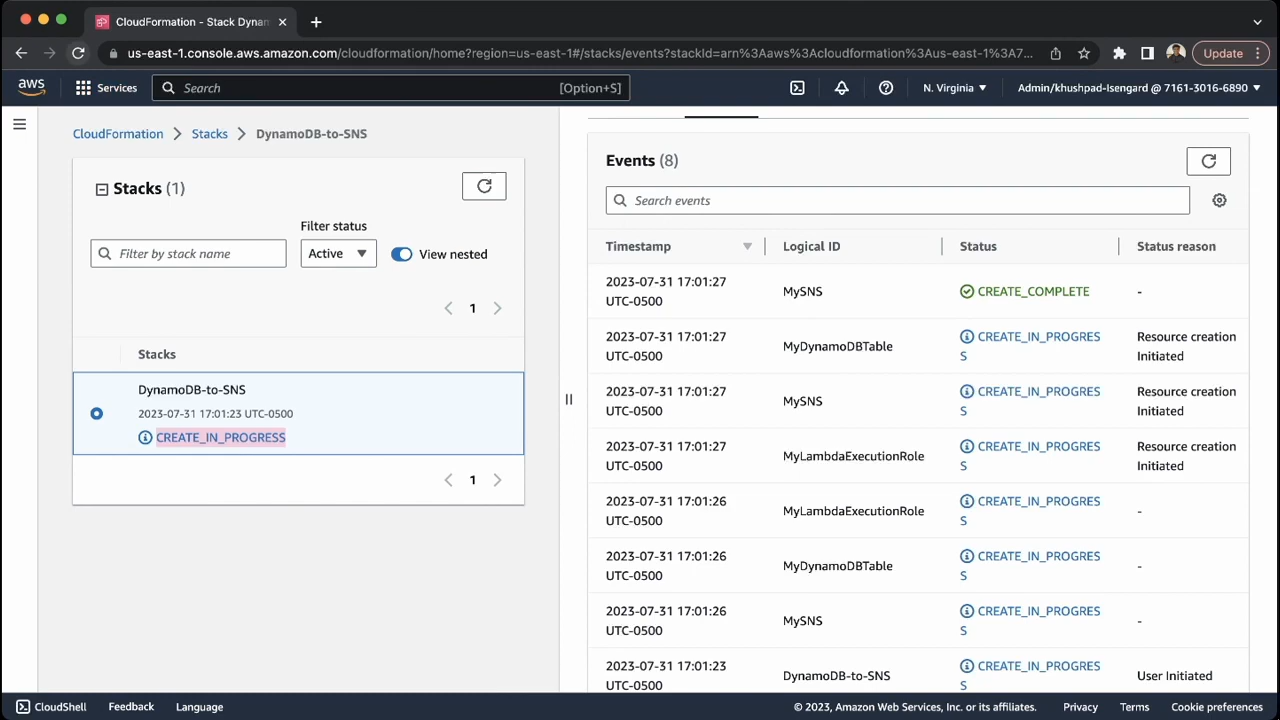 CloudFormation - Stack Dynam
us-east-1.console.aws.amazon.com/cloudformation/home?region=us-east-1#/stacks/events?stackId=arn%3Aaws%3Acloudformation%3Aus-east-1%3A7...
Update
aws
Services
Search
[Option+S]
N. Virginia
Admin/khushpad-Isengard @ 7161-3016-6890
CloudFormation
Stacks
DynamoDB-to-SNS
Stacks (1)
Filter status
Filter by stack name
Active
View nested
1
Stacks
DynamoDB-to-SNS
2023-07-31 17:01:23 UTC-0500
CREATE_IN_PROGRESS
1
Events (8)
Search events
Timestamp
Logical ID
Status
Status reason
2023-07-31 17:01:27
UTC-0500
MySNS
CREATE_COMPLETE
-
2023-07-31 17:01:27
UTC-0500
MyDynamoDBTable
CREATE_IN_PROGRES
S
Resource creation
Initiated
2023-07-31 17:01:27
UTC-0500
MySNS
CREATE_IN_PROGRES
S
Resource creation
Initiated
2023-07-31 17:01:27
UTC-0500
MyLambdaExecutionRole
CREATE_IN_PROGRES
S
Resource creation
Initiated
2023-07-31 17:01:26
UTC-0500
MyLambdaExecutionRole
CREATE_IN_PROGRES
S
-
2023-07-31 17:01:26
UTC-0500
MyDynamoDBTable
CREATE_IN_PROGRES
S
-
2023-07-31 17:01:26
UTC-0500
MySNS
CREATE_IN_PROGRES
S
-
2023-07-31 17:01:23
UTC-0500
DynamoDB-to-SNS
CREATE_IN_PROGRES
S
User Initiated
CloudShell
Feedback
Language
© 2023, Amazon Web Services, Inc. or its affiliates.
Privacy
Terms
Cookie preferences